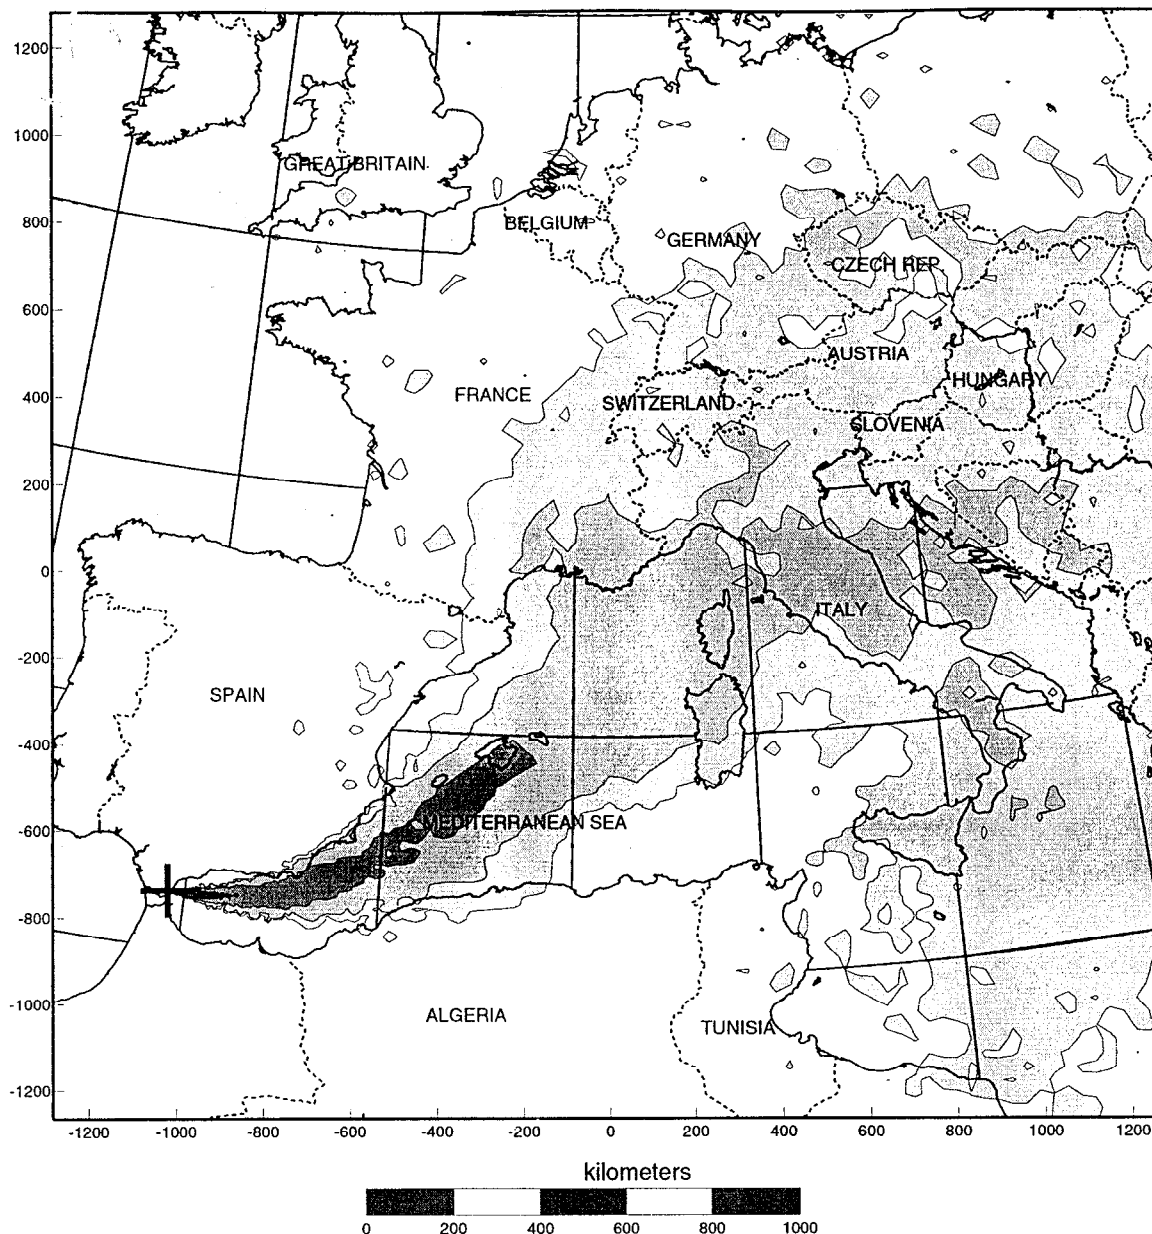 1200
1000
800
600
400
200
0
-200
-400
-600
-800
-1000
-1200
GREAT BRITAIN
BELGIUM
GERMANY
CZECH REP.
AUSTRIA
HUNGARY
FRANCE
SWITZERLAND
SLOVENIA
ITALY
SPAIN
MEDITERRANEAN SEA
ALGERIA
TUNISIA
-1200 -1000 -800 -600 -400 -200 0 200 400 600 800 1000 1200
kilometers
0 200 400 600 800 1000